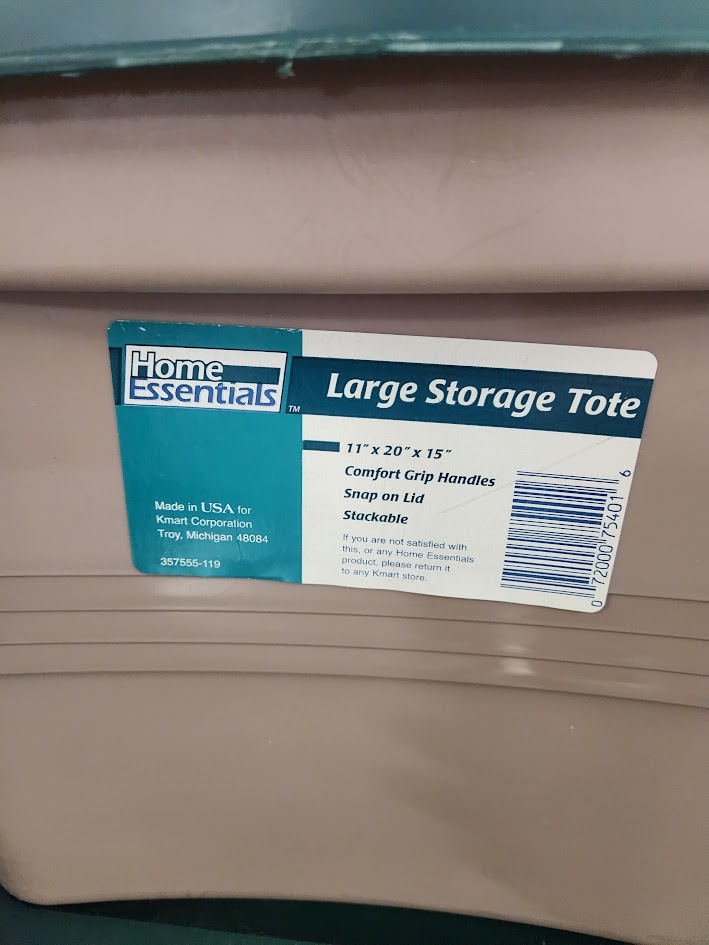 Home
Essentials
TM
Large Storage Tote
11" x 20" x 15"
Comfort Grip Handles
Snap on Lid
Stackable
If you are not satisfied with
this, or any Home Essentials
product, please return it
to any Kmart store.
Made in USA for
Kmart Corporation
Troy, Michigan 48084
357555-119
0 72000 75401 6